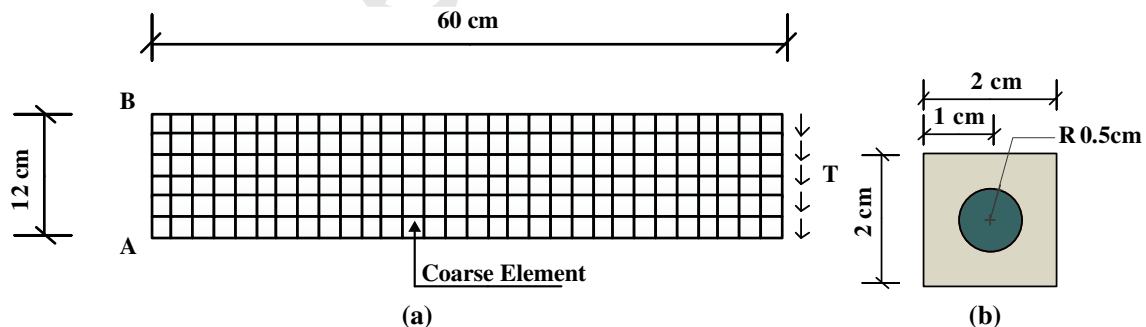 60 cm
B
12 cm
A
T
Coarse Element
(a)
2 cm
1 cm
R 0.5cm
2 cm
(b)